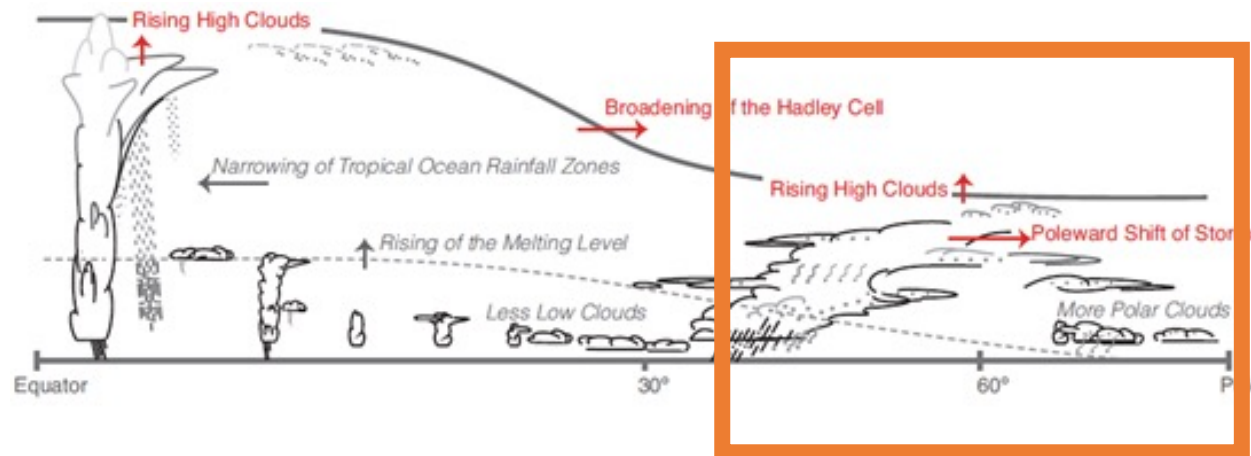 Rising High Clouds
Broadening f the Hadley Cell
Narrowing of Tropical Ocean Rainfall Zones
Rising High Clouds
Poleward Shift of Stor
Rising of the Melting Level
Less Low Clouds
More Polar Clouds
Equator
30°
60°
P